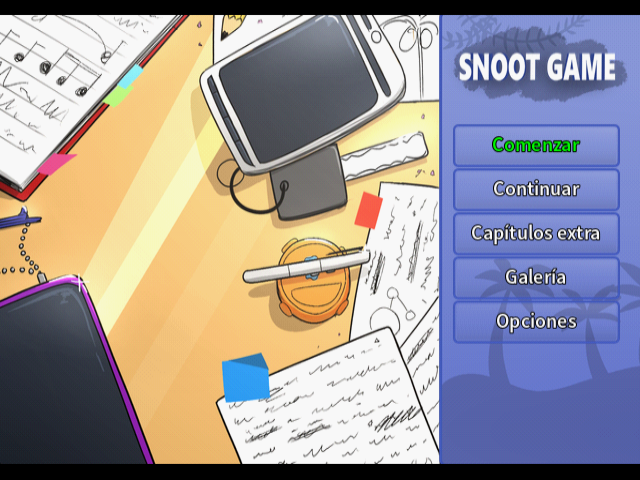 SNOOT GAME
Comenzar
Continuar
Capítulos extra
Galería
Opciones